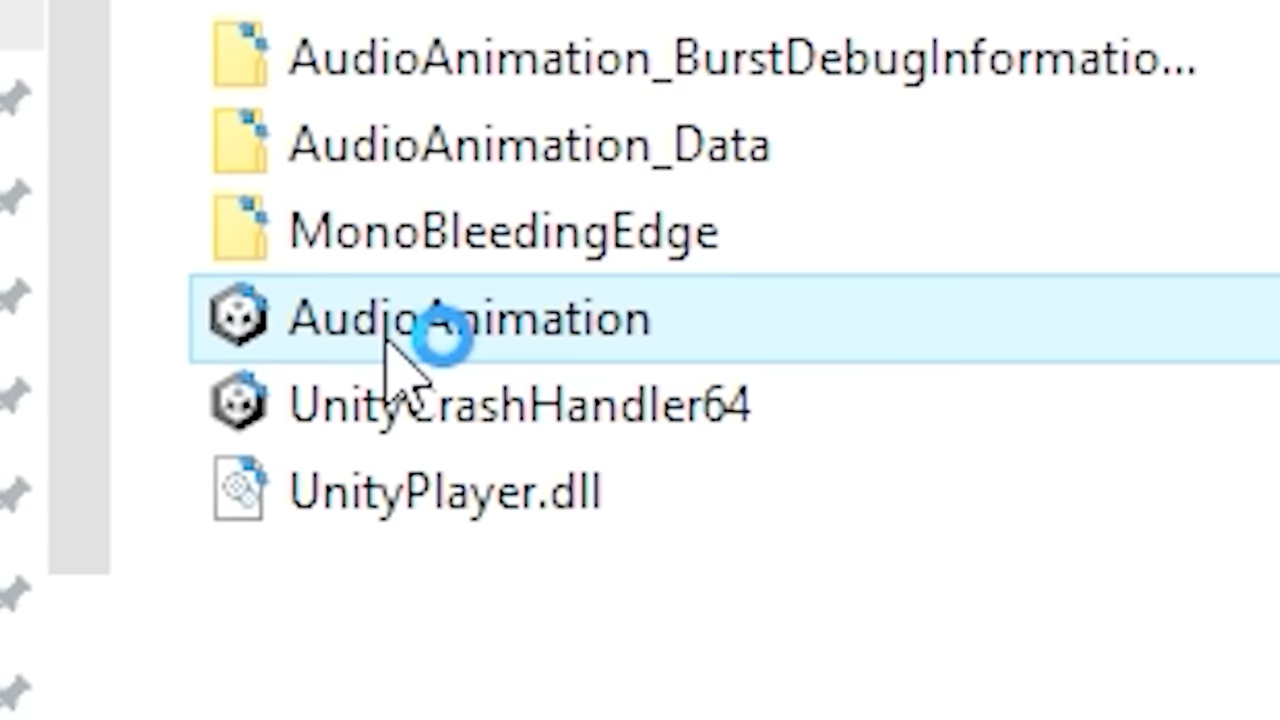 AudioAnimation_BurstDebugInformatio...
AudioAnimation_Data
MonoBleedingEdge
AudioAnimation
UnityCrashHandler64
UnityPlayer.dll